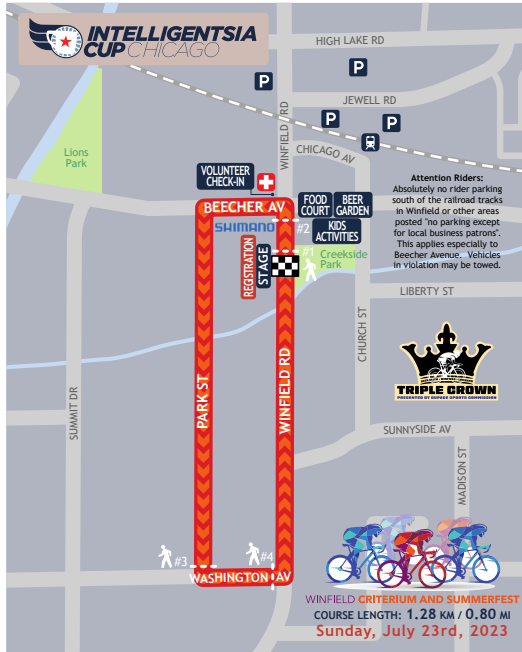 INTELLIGENTSIA
CUP CHICAGO
HIGH LAKE RD
P
P
JEWELL RD
P
P
WINFIELD RD
CHICAGO AV
Lions
Park
VOLUNTEER
CHECK-IN
Attention Riders:
Absolutely no rider parking
south of the railroad tracks
in Winfield or other areas
posted "no parking except
for local business patrons".
This applies especially to
Beecher Avenue. Vehicles
in violation may be towed.
BEECHER AV
FOOD
COURT
BEER
GARDEN
SHIMANO
#2
KIDS
ACTIVITIES
REGISTRATION
STAGE
#1
Creekside
Park
LIBERTY ST
CHURCH ST
TRIPLE CROWN
PRESENTED BY DUPAGE SPORTS COMMISSION
SUMMIT DR
PARK ST
WINFIELD RD
SUNNYSIDE AV
MADISON ST
#3
#4
WASHINGTON AV
WINFIELD CRITERIUM AND SUMMERFEST
COURSE LENGTH: 1.28 KM / 0.80 MI
Sunday, July 23rd, 2023